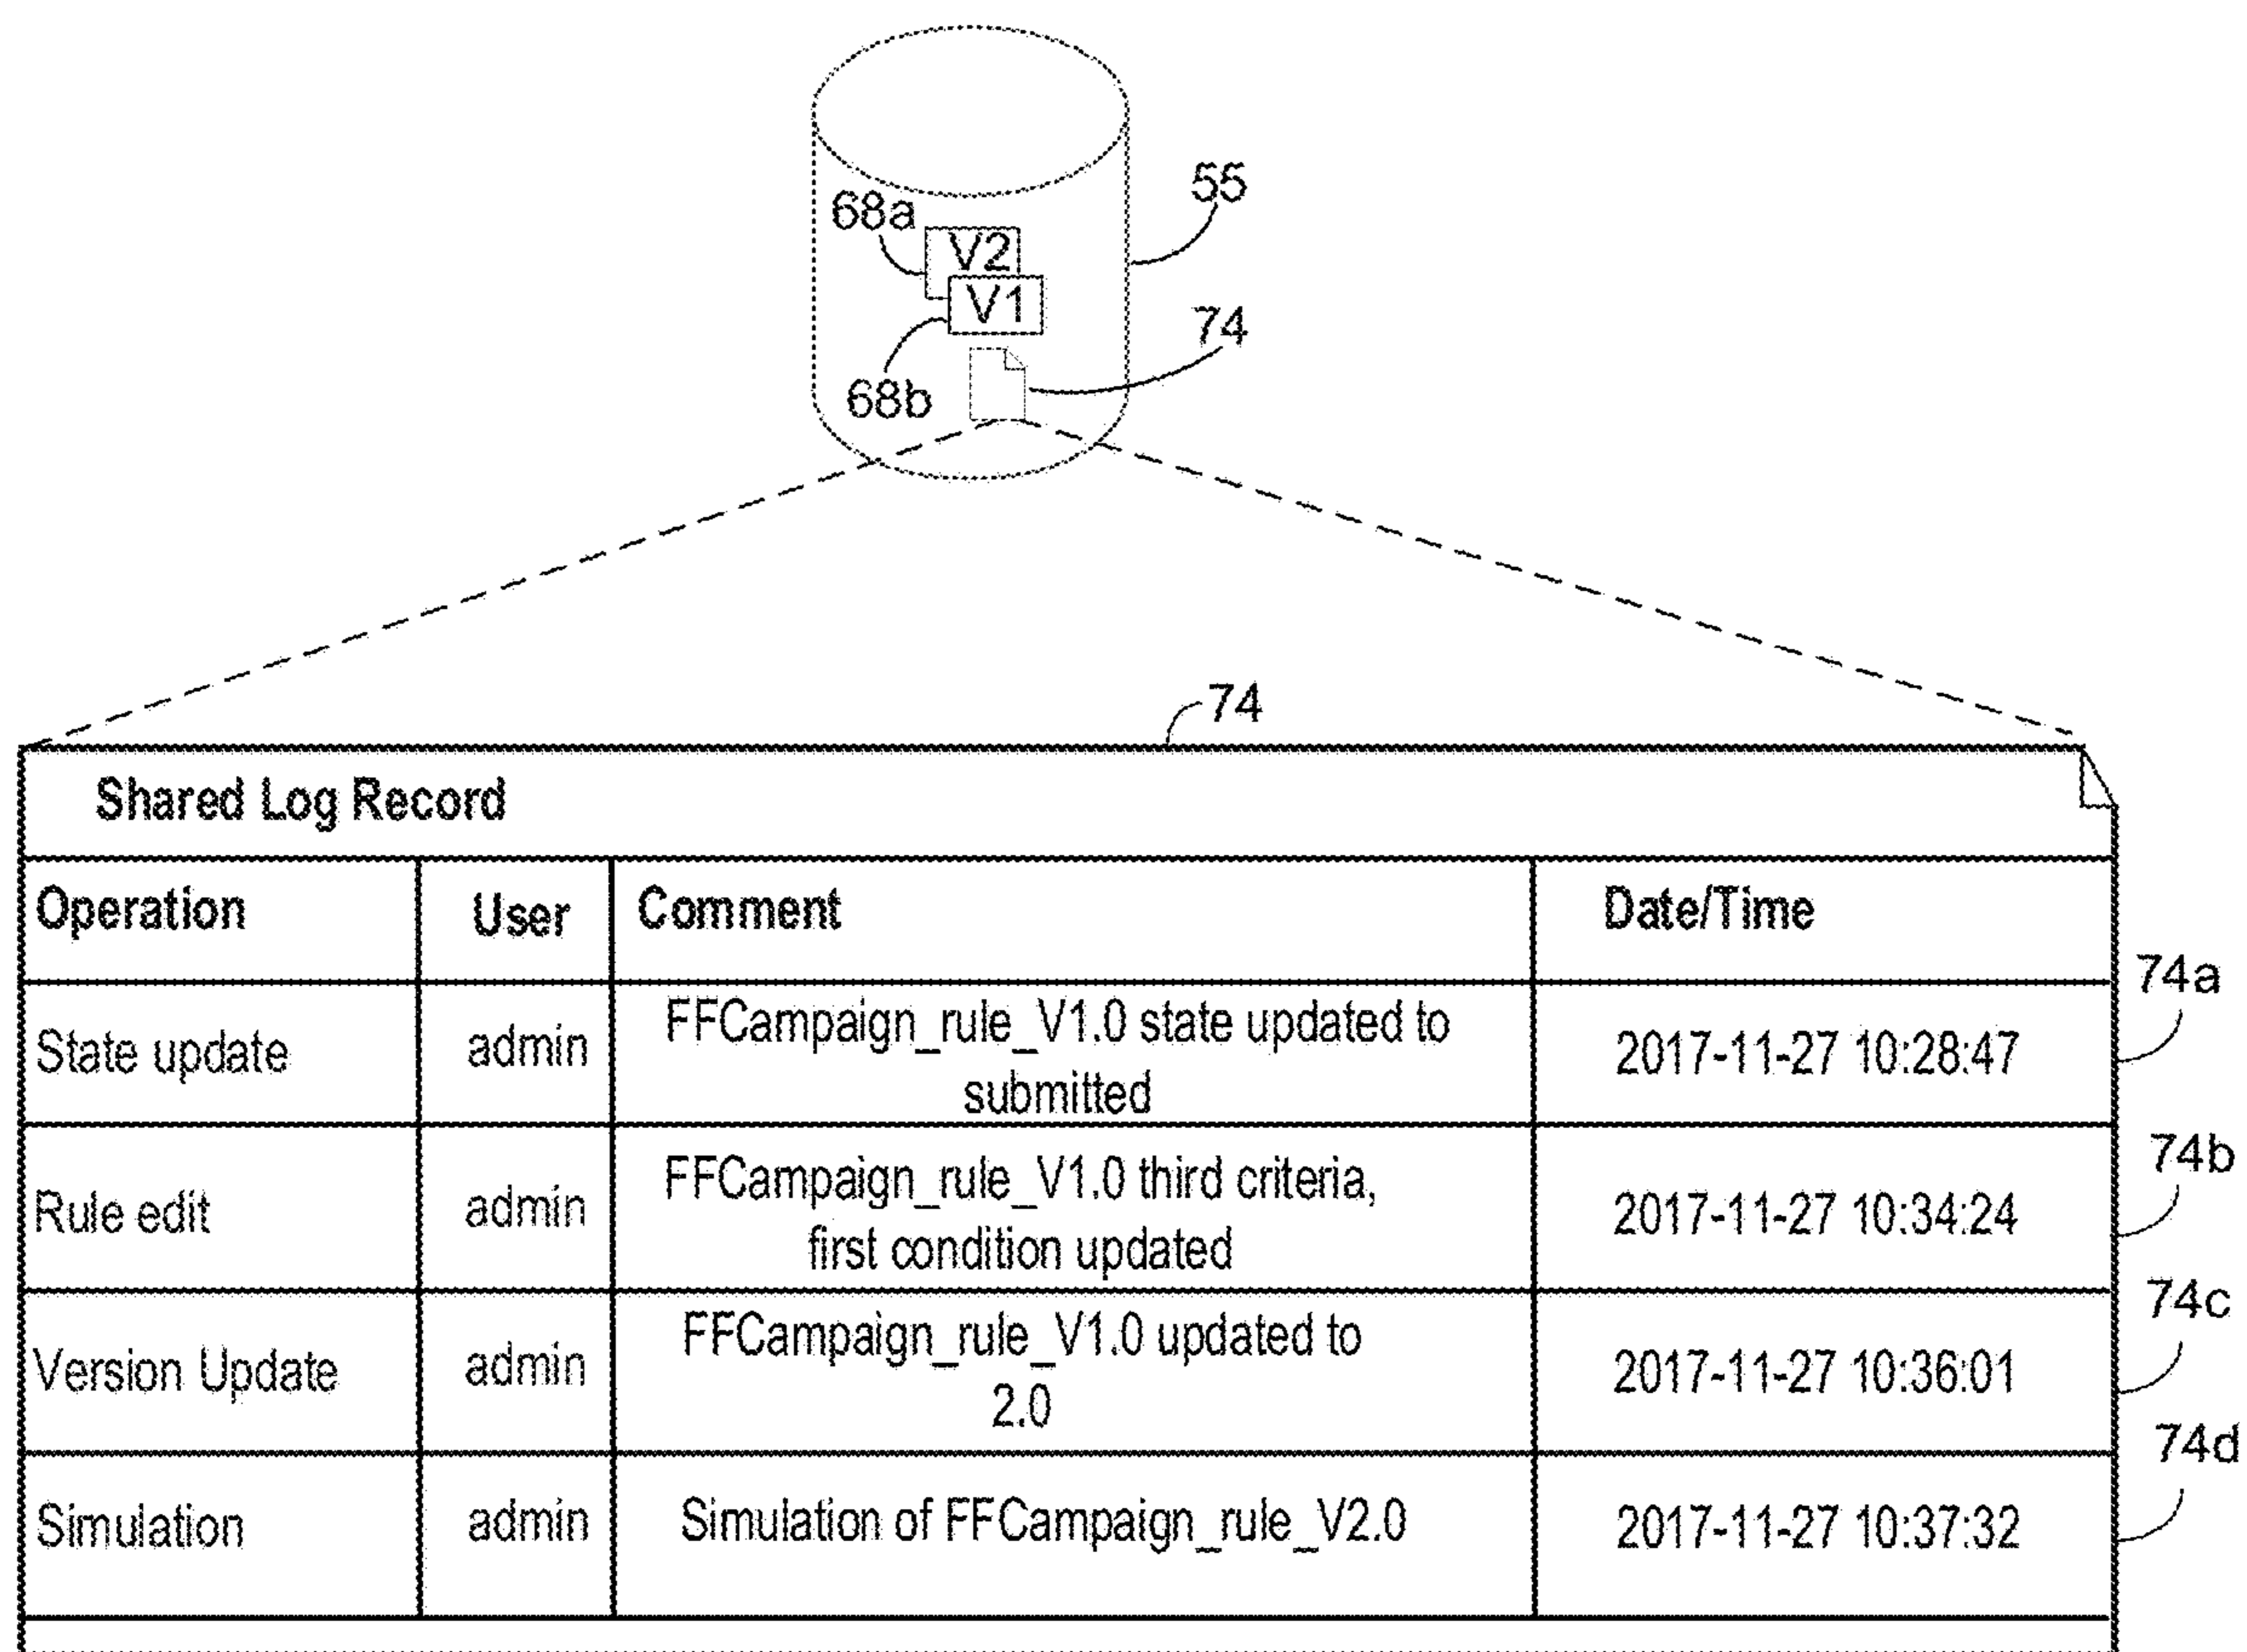 55
68a
V2
V1
74
68b
74
Shared Log Record
Operation User Comment Date/Time
74a
State update admin FFCampaign_rule_V1.0 state updated to
submitted 2017-11-27 10:28:47
74b
Rule edit admin FFCampaign_rule_V1.0 third criteria,
first condition updated 2017-11-27 10:34:24
74c
Version Update admin FFCampaign_rule_V1.0 updated to
2.0 2017-11-27 10:36:01
74d
Simulation admin Simulation of FFCampaign_rule_V2.0 2017-11-27 10:37:32